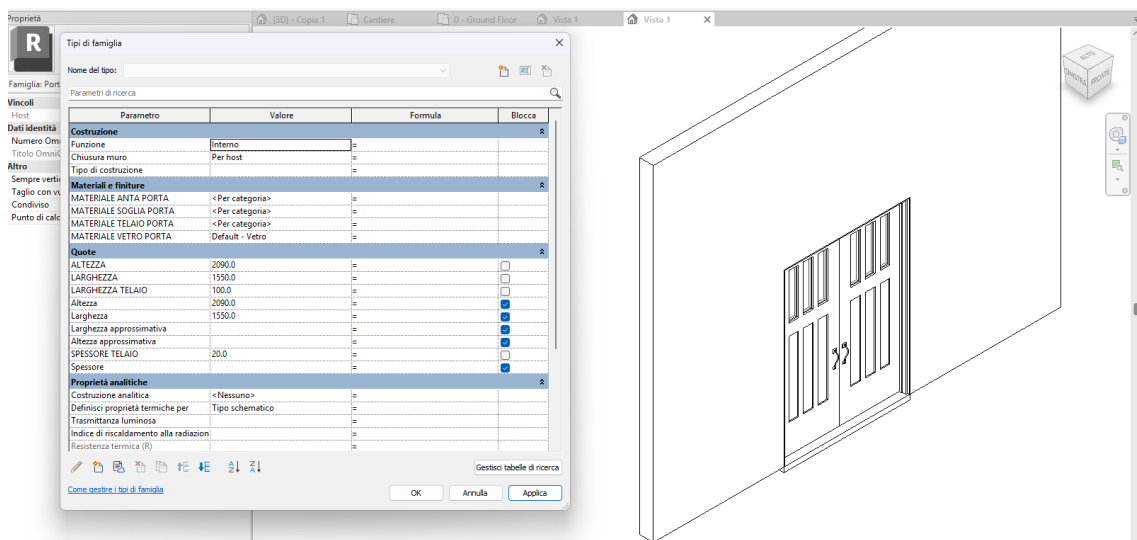 Proprietà
{3D} - Copia 1
Cantiere
0 - Ground Floor
Vista 1
Vista 1
R
Famiglia: Port
Vincoli
Host
Dati identità
Numero Omni
Titolo OmniC
Altro
Sempre verti
Taglio con vu
Condiviso
Punto di calc
Tipi di famiglia
Nome del tipo:
Parametri di ricerca
Parametro Valore Formula Blocca
Costruzione
Funzione Interno =
Chiusura muro Per host =
Tipo di costruzione =
Materiali e finiture
MATERIALE ANTA PORTA <Per categoria> =
MATERIALE SOGLIA PORTA <Per categoria> =
MATERIALE TELAIO PORTA <Per categoria> =
MATERIALE VETRO PORTA Default - Vetro =
Quote
ALTEZZA 2090.0 =
LARGHEZZA 1550.0 =
LARGHEZZA TELAIO 100.0 =
Altezza 2090.0 =
Larghezza 1550.0 =
Larghezza approssimativa =
Altezza approssimativa =
SPESSORE TELAIO 20.0 =
Spessore =
Proprietà analitiche
Costruzione analitica <Nessuno> =
Definisci proprietà termiche per Tipo schematico =
Trasmittanza luminosa =
Indice di riscaldamento alla radiazion =
Resistenza termica (R) =
Gestisci tabelle di ricerca
Come gestire i tipi di famiglia
OK Annulla Applica
ALTO
SINISTRA
FRONTE